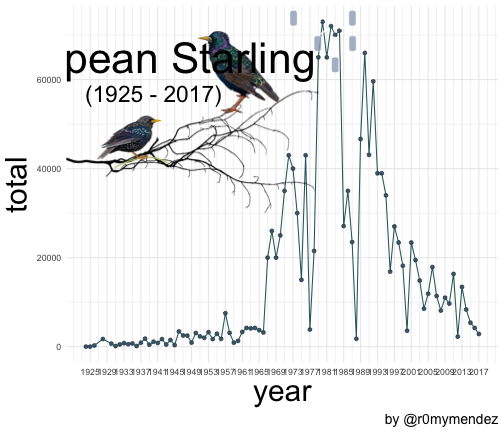 pean Starling
(1925 - 2017)
total
60000
40000
20000
0
1925 1929 1933 1937 1941 1945 1949 1953 1957 1961 1965 1969 1973 1977 1981 1985 1989 1993 1997 2001 2005 2009 2013 2017
year
by @r0mymendez